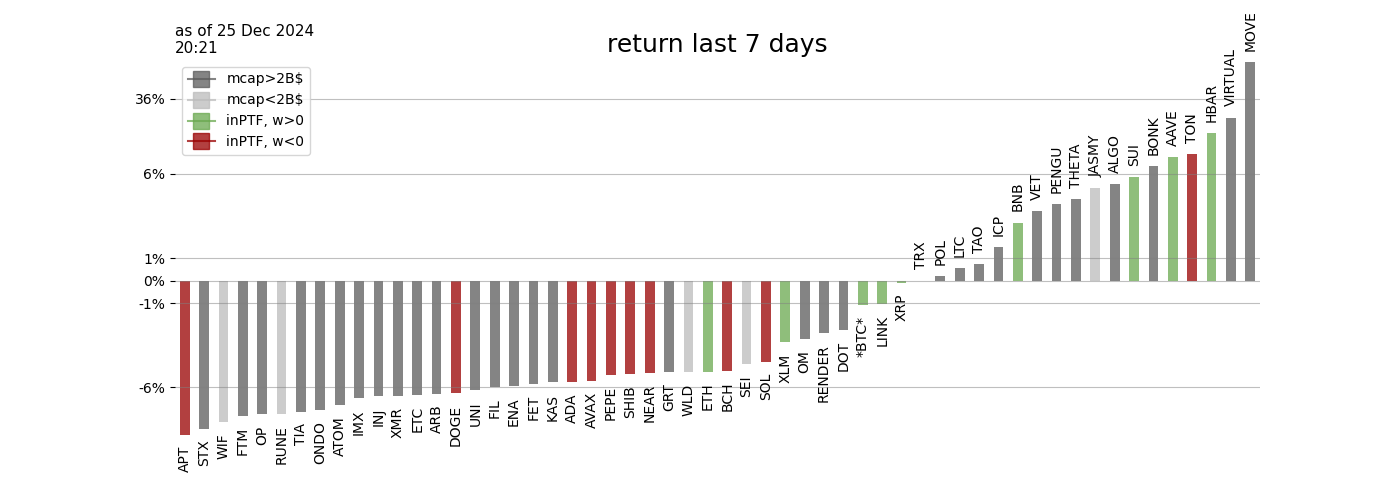 as of 25 Dec 2024
20:21
return last 7 days
mcap>2B$
mcap<2B$
inPTF, w>0
inPTF, w<0
36%
6%
1%
0%
-1%
-6%
APT
STX
WIF
FTM
OP
RUNE
TIA
ONDO
ATOM
IMX
INJ
XMR
ETC
ARB
DOGE
UNI
FIL
ENA
FET
KAS
ADA
AVAX
PEPE
SHIB
NEAR
GRT
WLD
ETH
BCH
SEI
SOL
XLM
OM
RENDER
DOT
*BTC*
LINK
XRP
TRX
POL
LTC
TAO
ICP
BNB
VET
PENGU
THETA
JASMY
ALGO
SUI
BONK
AAVE
TON
HBAR
VIRTUAL
MOVE